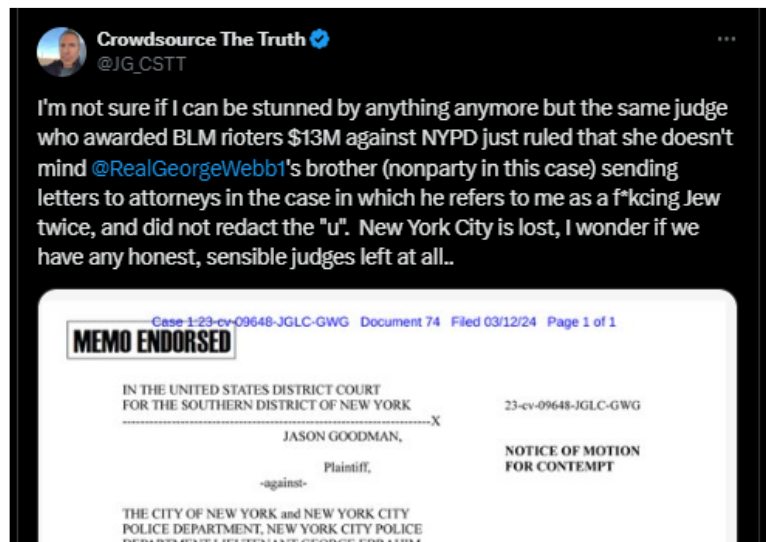 Crowdsource The Truth
@JG_CSTT
I'm not sure if I can be stunned by anything anymore but the same judge
who awarded BLM rioters $13M against NYPD just ruled that she doesn't
mind @RealGeorgeWebb1's brother (nonparty in this case) sending
letters to attorneys in the case in which he refers to me as a f*kcing Jew
twice, and did not redact the "u". New York City is lost, I wonder if we
have any honest, sensible judges left at all..
Case 1:23-cv-09648-JGLC-GWG Document 74 Filed 03/12/24 Page 1 of 1
MEMO ENDORSED
IN THE UNITED STATES DISTRICT COURT
FOR THE SOUTHERN DISTRICT OF NEW YORK
23-cv-09648-JGLC-GWG
------------------------------------------------------------------X
JASON GOODMAN,
NOTICE OF MOTION
FOR CONTEMPT
Plaintiff,
-against-
THE CITY OF NEW YORK and NEW YORK CITY
POLICE DEPARTMENT, NEW YORK CITY POLICE
DEPARTMENT LIEUTENANT GEORGE EBRAHIM